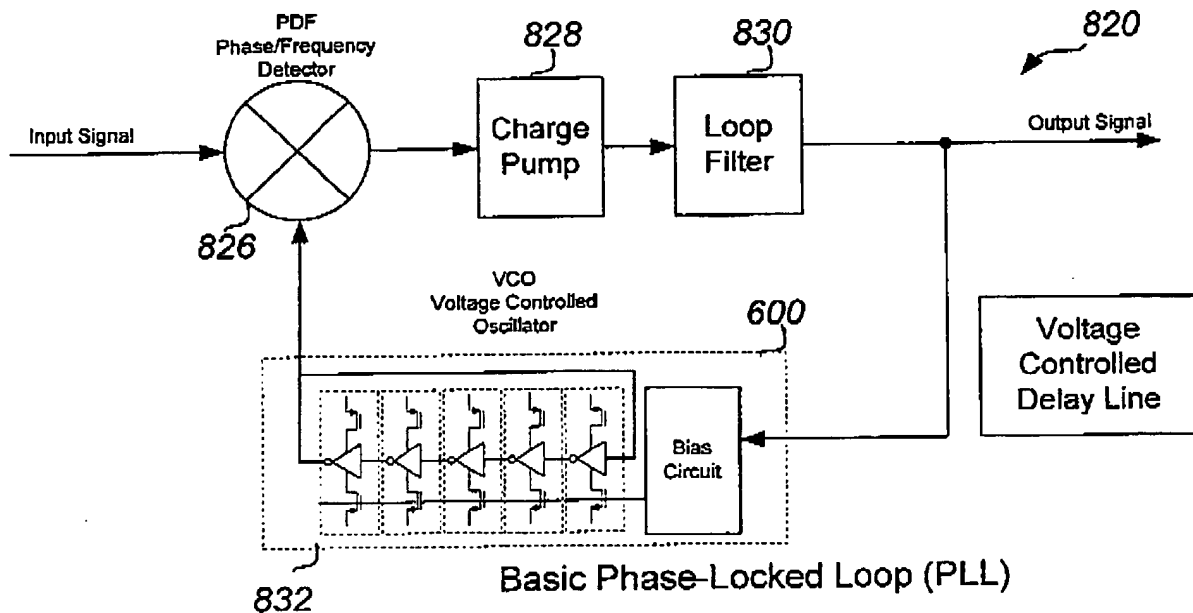 PDF
Phase/Frequency
Detector
828
830
820
Input Signal
Charge
Pump
Loop
Filter
Output Signal
826
VCO
Voltage Controlled
Oscillator
600
Voltage
Controlled
Delay Line
Bias
Circuit
832
Basic Phase-Locked Loop (PLL)